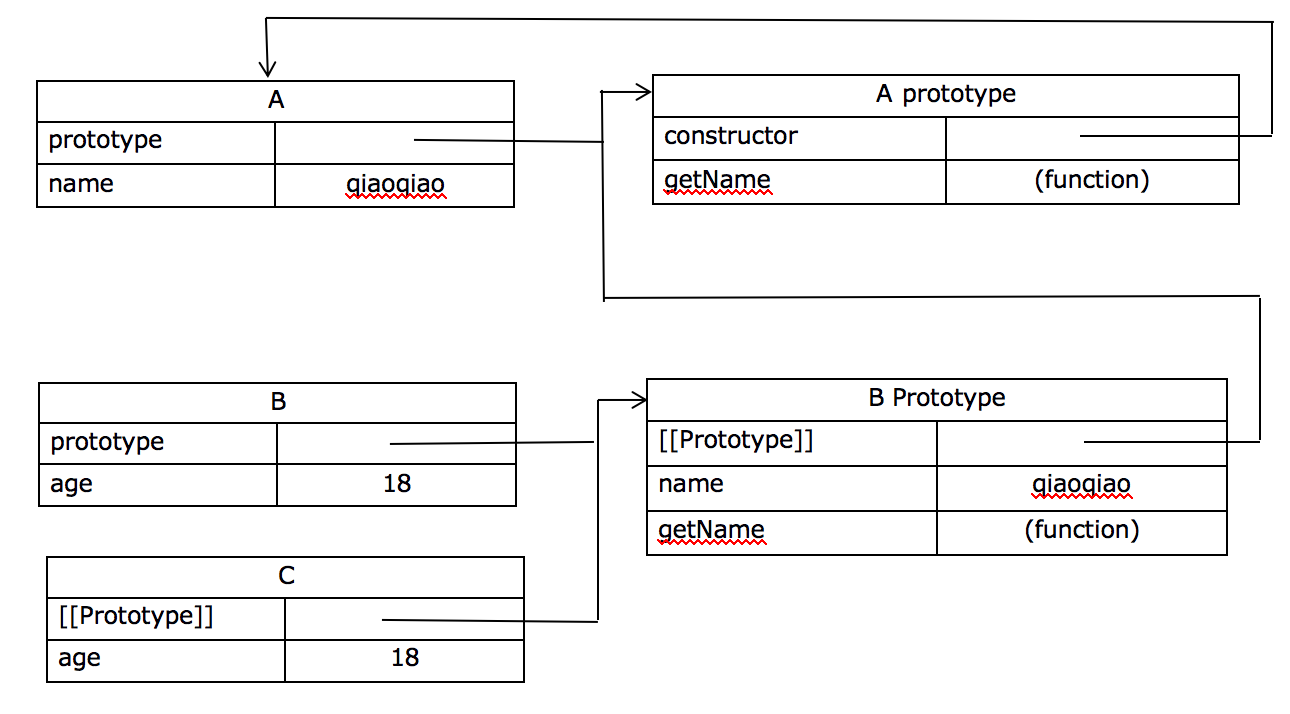 A
prototype
name qiaoqiao
A prototype
constructor
getName (function)
B
prototype
age 18
B Prototype
[[Prototype]]
name qiaoqiao
getName (function)
C
[[Prototype]]
age 18